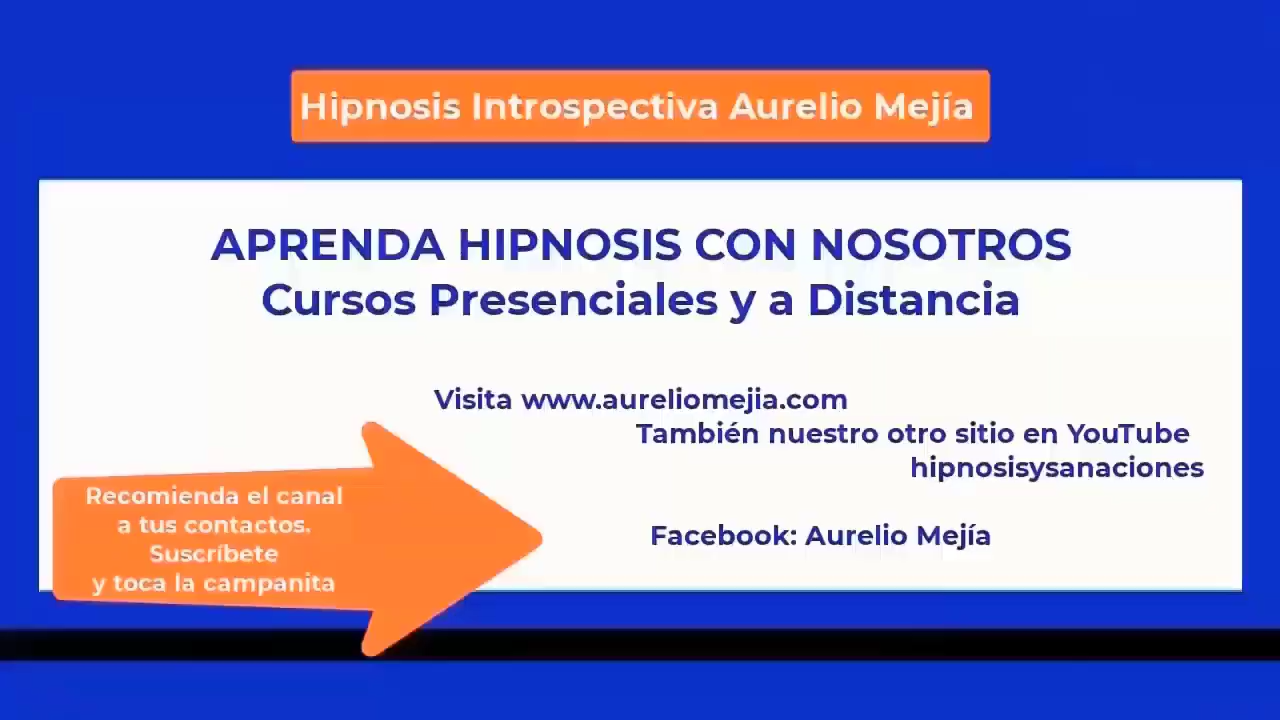 Hipnosis Introspectiva Aurelio Mejía
APRENDA HIPNOSIS CON NOSOTROS
Cursos Presenciales y a Distancia
Visita www.aureliomejia.com
También nuestro otro sitio en YouTube
hipnosisysanaciones
Facebook: Aurelio Mejía
Recomienda el canal
a tus contactos.
Suscríbete
y toca la campanita